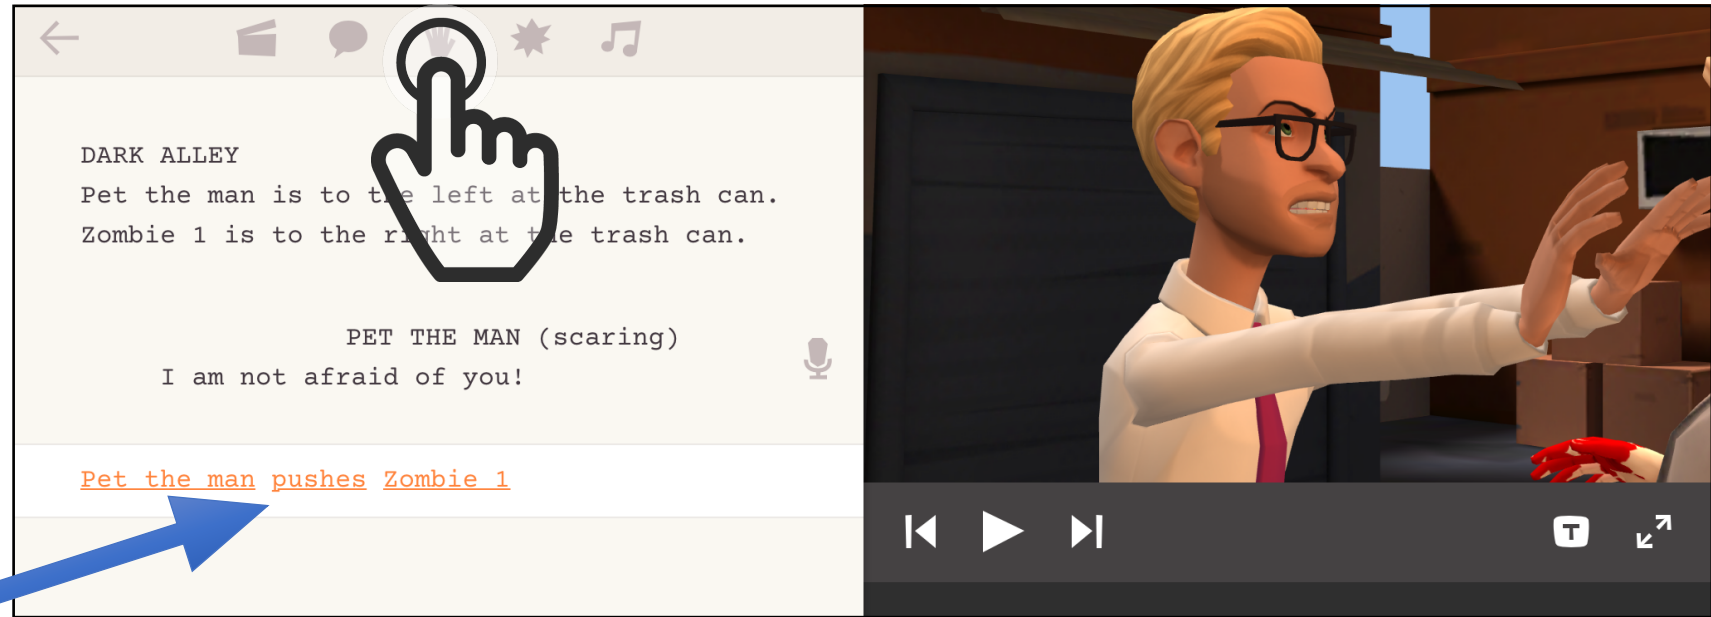 DARK ALLEY
Pet the man is to the left at the trash can.
Zombie 1 is to the right at the trash can.
PET THE MAN (scaring)
I am not afraid of you!
Pet the man pushes Zombie 1
T